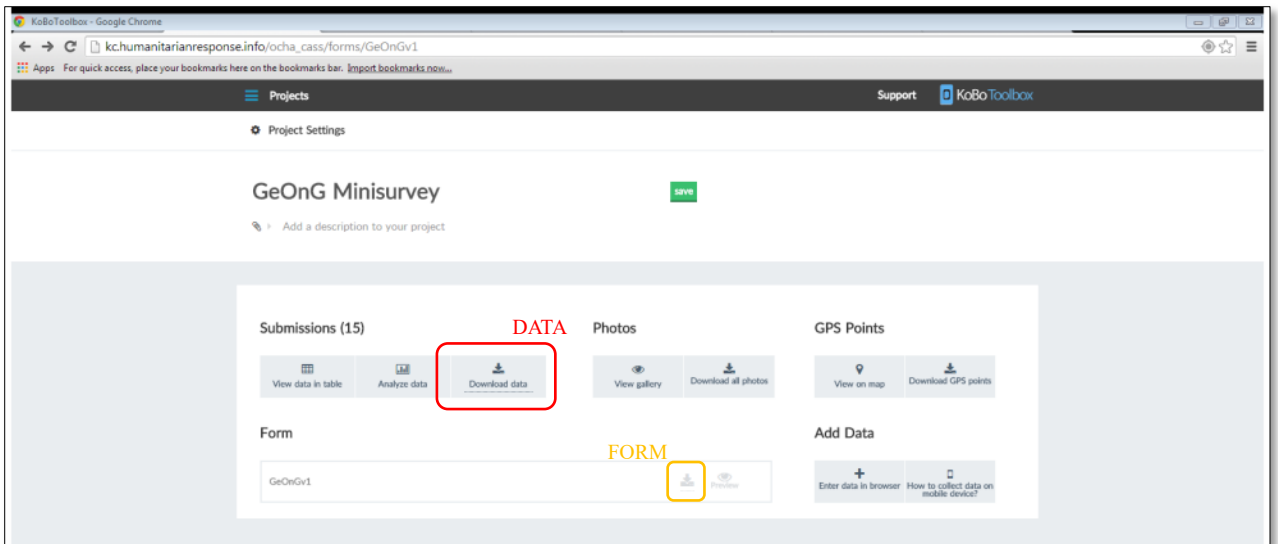 KoBoToolbox - Google Chrome
kc.humanitarianresponse.info/ocha_cass/forms/GeOnGv1
Apps For quick access, place your bookmarks here on the bookmarks bar. Import bookmarks now...
Projects
Support
KoBoToolbox
Project Settings
GeOnG Minisurvey
save
Add a description to your project
Submissions (15)
DATA
Photos
GPS Points
View data in table
Analyze data
Download data
View gallery
Download all photos
View on map
Download GPS points
Form
FORM
Add Data
GeOnGv1
Preview
Enter data in browser
How to collect data on
mobile device?